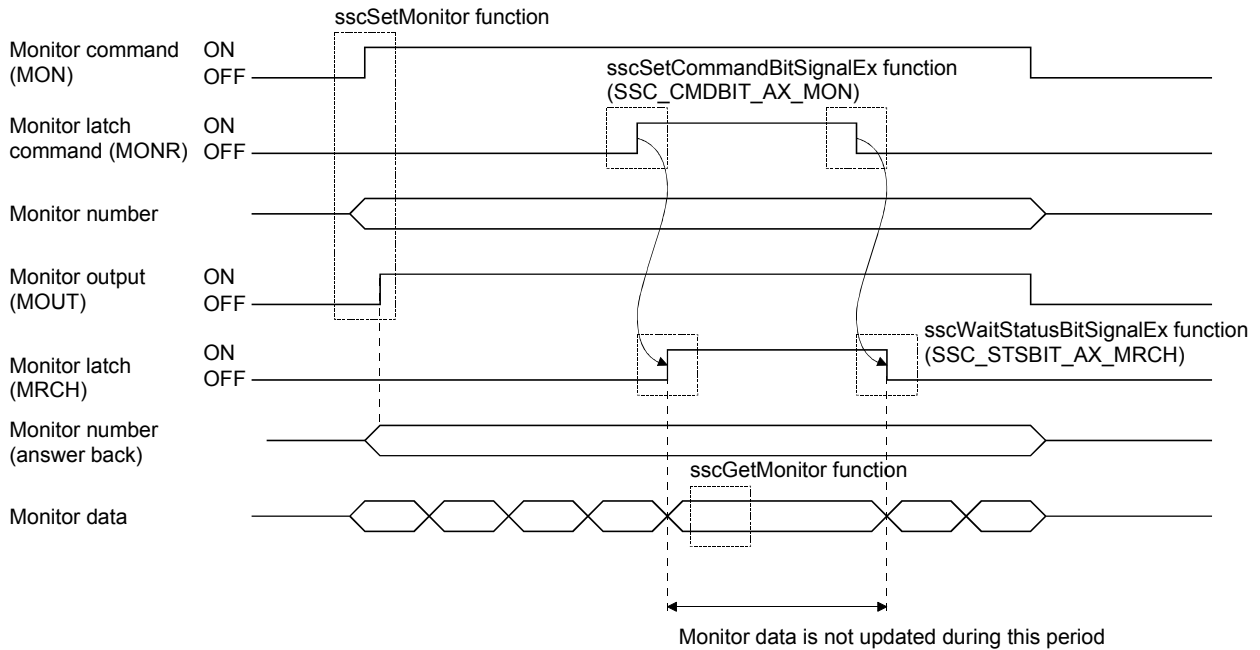 sscSetMonitor function
Monitor command
(MON)
ON
OFF
sscSetCommandBitSignalEx function
(SSC_CMDBIT_AX_MON)
Monitor latch
command (MONR)
ON
OFF
Monitor number
Monitor output
(MOUT)
ON
OFF
sscWaitStatusBitSignalEx function
(SSC_STSBIT_AX_MRCH)
Monitor latch
(MRCH)
ON
OFF
Monitor number
(answer back)
sscGetMonitor function
Monitor data
Monitor data is not updated during this period